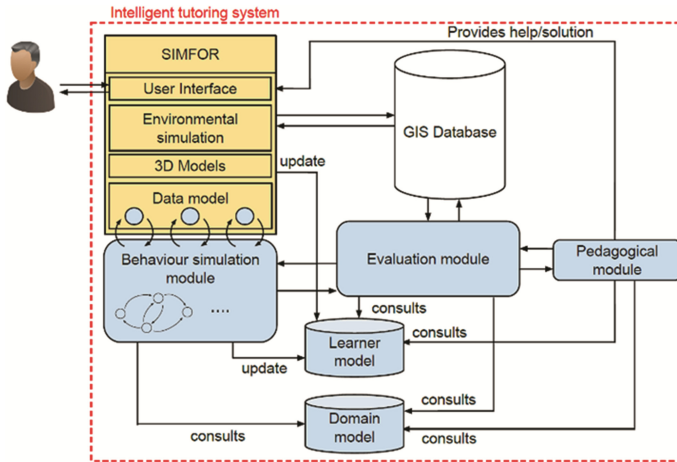 Intelligent tutoring system
SIMFOR
User Interface
Environmental
simulation
3D Models
Data model
Behaviour simulation
module
....
Provides help/solution
GIS Database
update
Evaluation module
Pedagogical
module
consults
Learner
model
consults
update
Domain
model
consults
consults
consults